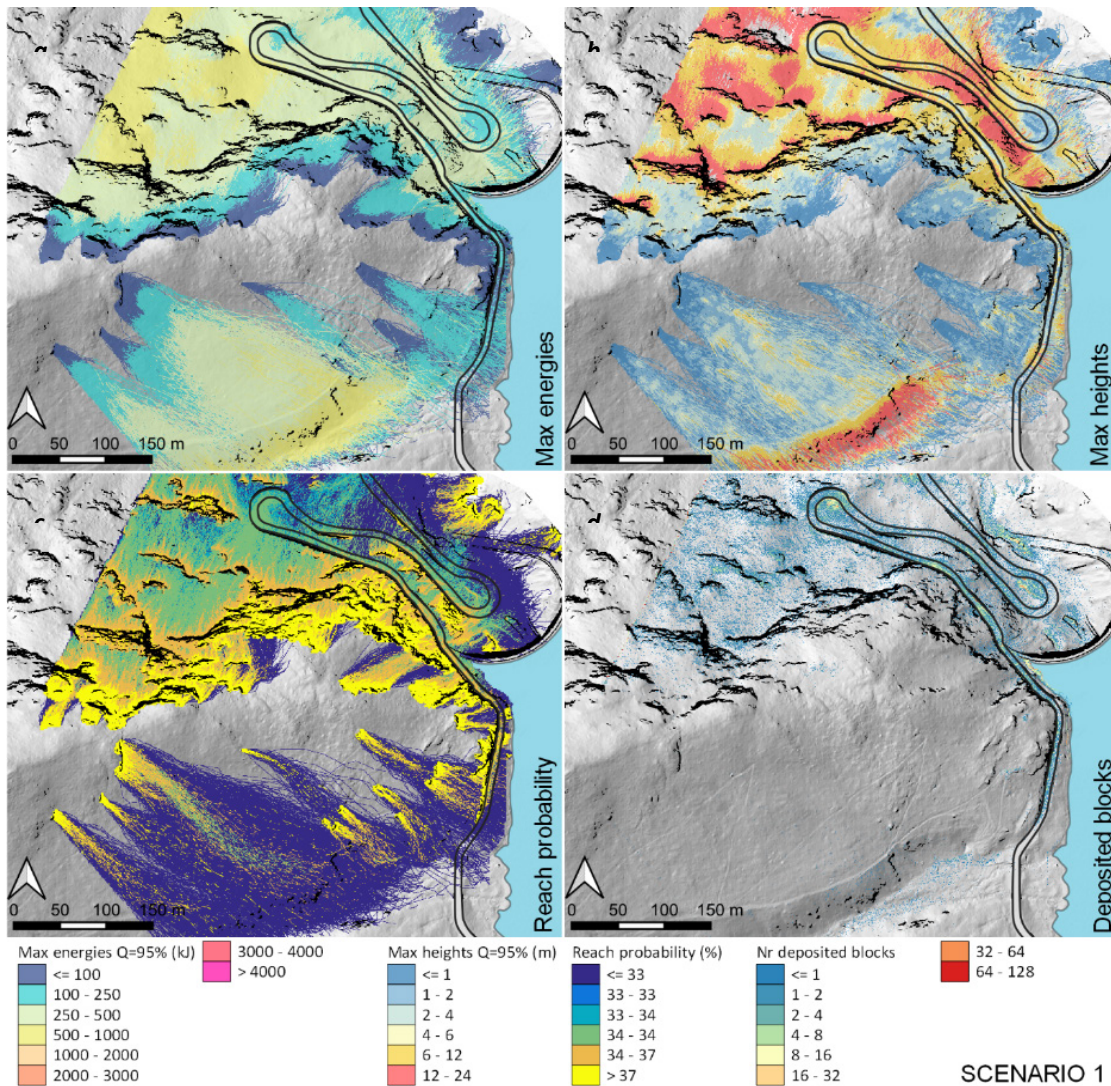 a
b
Max energies
Max heights
0 50 100 150 m
0 50 100 150 m
c
d
Reach probability
Deposited blocks
0 50 100 150 m
0 50 100 150 m
Max energies Q=95% (kJ)
<= 100
100 - 250
250 - 500
500 - 1000
1000 - 2000
2000 - 3000
3000 - 4000
> 4000
Max heights Q=95% (m)
<= 1
1 - 2
2 - 4
4 - 6
6 - 12
12 - 24
Reach probability (%)
<= 33
33 - 33
33 - 34
34 - 34
34 - 37
> 37
Nr deposited blocks
<= 1
1 - 2
2 - 4
4 - 8
8 - 16
16 - 32
32 - 64
64 - 128
SCENARIO 1